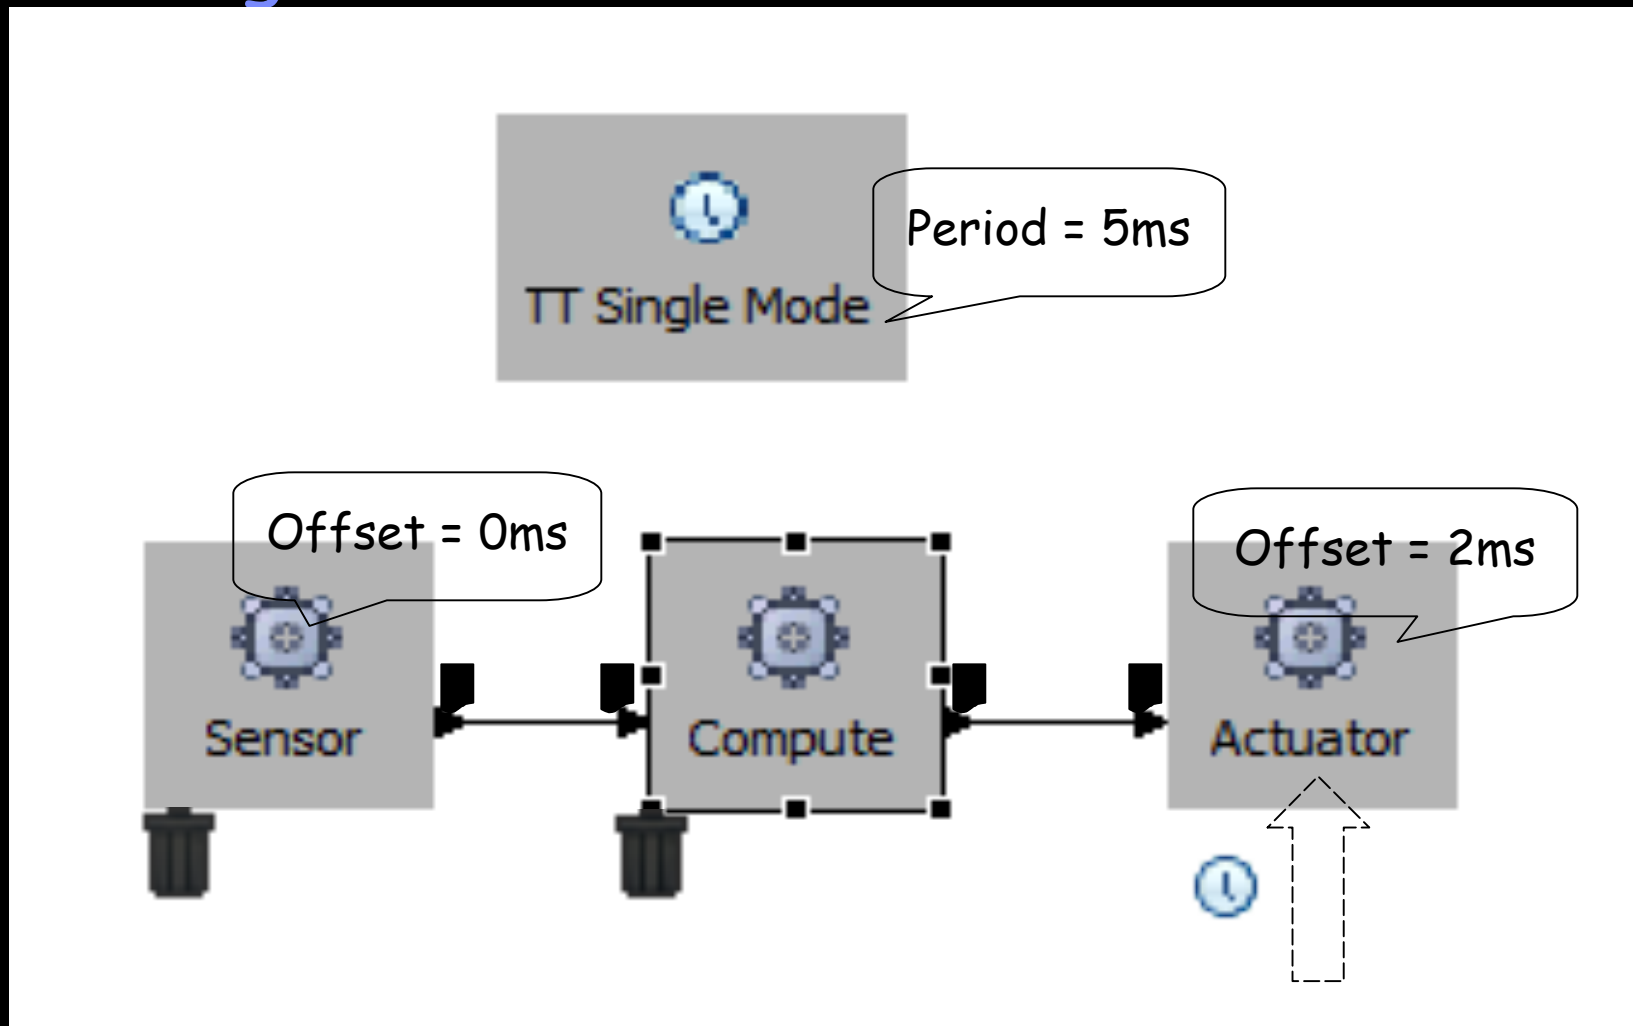 Period = 5ms
TT Single Mode
Offset = 0ms
Offset = 2ms
Sensor
Compute
Actuator